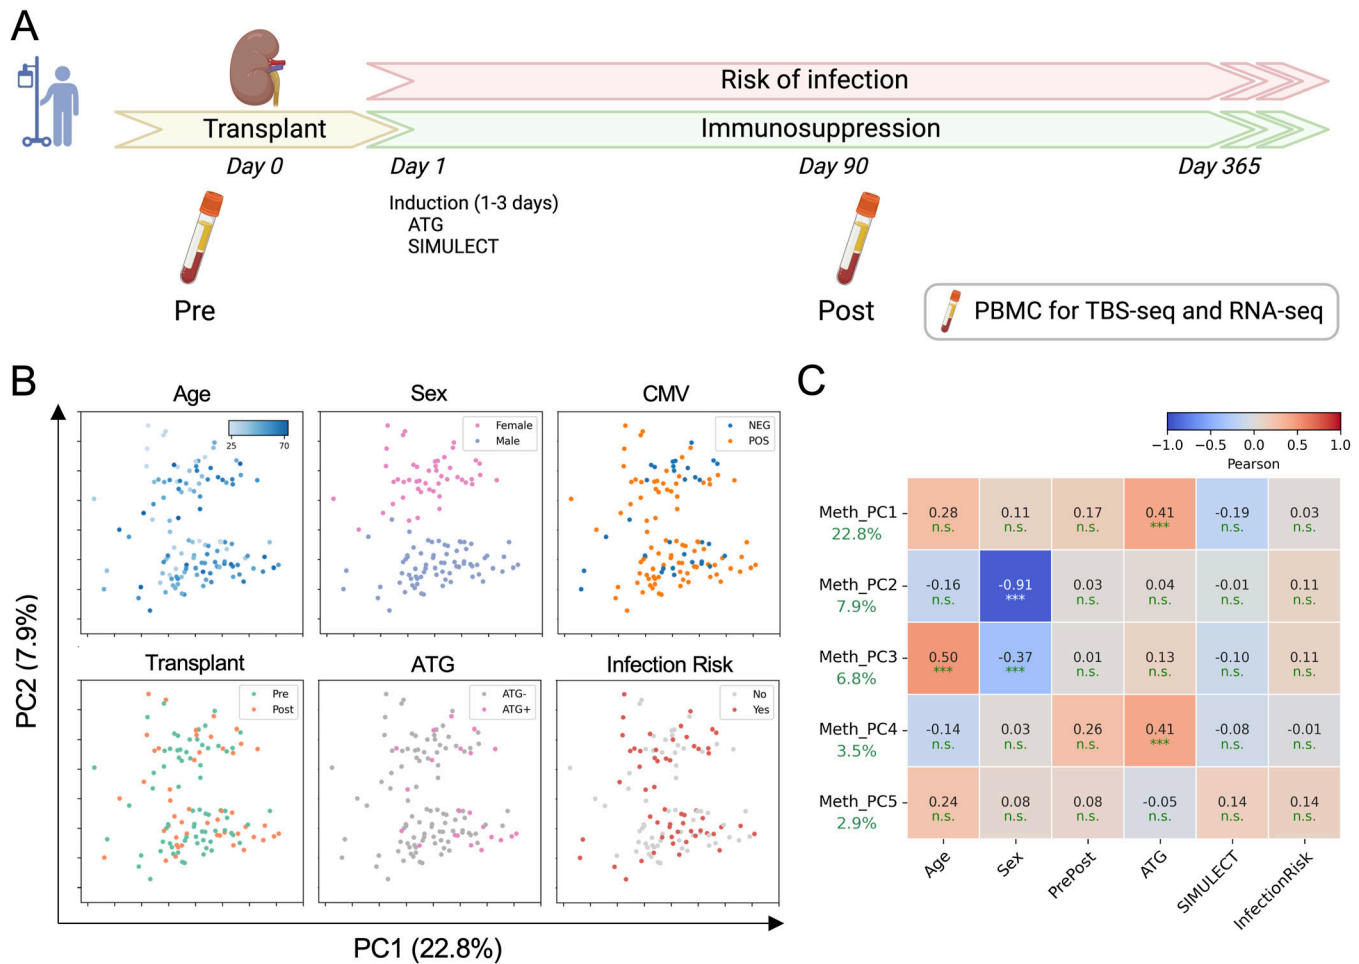 A
Risk of infection
Transplant
Immunosuppression
Day 0
Day 1
Day 90
Day 365
Induction (1-3 days)
ATG
SIMULECT
Pre
Post
PBMC for TBS-seq and RNA-seq
B
Age
Sex
CMV
25
70
Female
Male
NEG
POS
Transplant
ATG
Infection Risk
Pre
Post
ATG-
ATG+
No
Yes
PC2 (7.9%)
PC1 (22.8%)
C
−1.0
−0.5
0.0
0.5
1.0
Pearson
Meth_PC1
22.8%
0.28 0.11 0.17 0.41 -0.19 0.03
n.s. n.s. n.s. *** n.s. n.s.
Meth_PC2
7.9%
-0.16 -0.91 0.03 0.04 -0.01 0.11
n.s. *** n.s. n.s. n.s. n.s.
Meth_PC3
6.8%
0.50 -0.37 0.01 0.13 -0.10 0.11
*** *** n.s. n.s. n.s. n.s.
Meth_PC4
3.5%
-0.14 0.03 0.26 0.41 -0.08 -0.01
n.s. n.s. n.s. *** n.s. n.s.
Meth_PC5
2.9%
0.24 0.08 0.08 -0.05 0.14 0.14
n.s. n.s. n.s. n.s. n.s. n.s.
Age
Sex
PrePost
ATG
SIMULECT
InfectionRisk